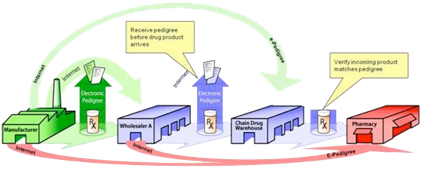 Receive pedigree
before drug product
arrives
Verify incoming product
matches pedigree
Internet
Internet
Internet
e-Pedigree
Electronic
Pedigree
Electronic
Pedigree
Rx
Rx
Rx
Manufacturer
Wholesaler A
Chain Drug
Warehouse
Pharmacy
Internet
Internet
E-Pedigree